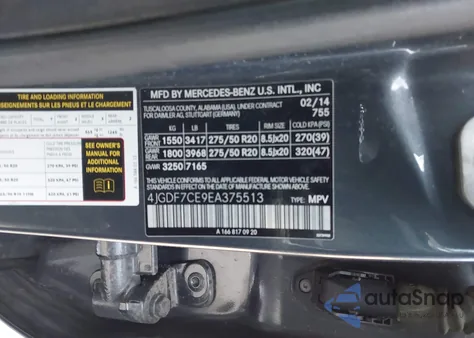 TIRE AND LOADING INFORMATION
RENSEIGNEMENTS SUR LES PNEUS ET LE CHARGEMENT
SEE OWNER'S
MANUAL FOR
ADDITIONAL
INFORMATION
MFD BY MERCEDES-BENZ U.S. INTL., INC
TUSCALOOSA COUNTY, ALABAMA (USA), UNDER CONTRACT
FOR DAIMLER AG, STUTTGART (GERMANY)
02/14
755
KG LB TIRES RIM SIZE COLD KPA(PSI)
GAWR FRONT 1550 3417 275/50 R20 8.5Jx20 270(39)
GAWR REAR 1800 3968 275/50 R20 8.5Jx20 320(47)
GVWR 3250 7165
THIS VEHICLE CONFORMS TO ALL APPLICABLE FEDERAL MOTOR VEHICLE SAFETY
STANDARDS IN EFFECT ON THE DATE OF MANUFACTURE SHOWN ABOVE.
4JGDF7CE9EA375513 TYPE: MPV
A 166 817 09 20
autoSnap